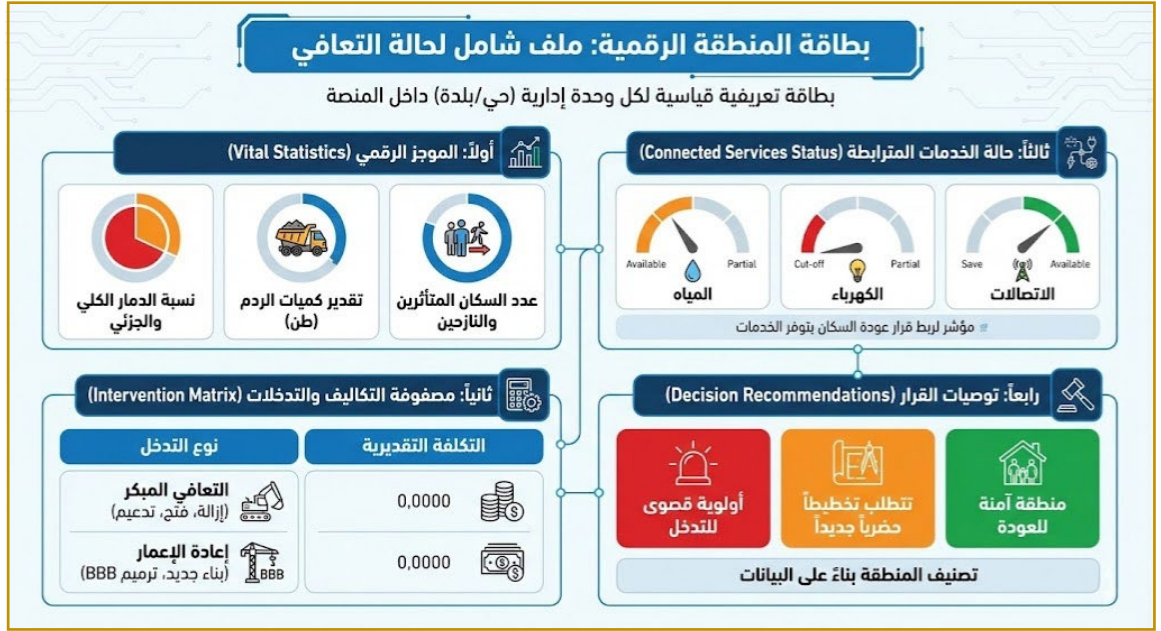 بطاقة المنطقة الرقمية: ملف شامل لحالة التعافي
بطاقة تعريفية قياسية لكل وحدة إدارية (حي/بلدة) داخل المنصة
أولاً: الموجز الرقمي (Vital Statistics)
عدد السكان المتأثرين
والنازحين
تقدير كميات الردم
(طن)
نسبة الدمار الكلي
والجزئي
ثانياً: مصفوفة التكاليف والتدخلات (Intervention Matrix)
التكلفة التقديرية
نوع التدخل
0,0000
التعافي المبكر
(إزالة، فتح، تدعيم)
0,0000
إعادة الإعمار
(بناء جديد، ترميم BBB)
BBB
ثالثاً: حالة الخدمات المترابطة (Connected Services Status)
Save
Available
الاتصالات
Cut-off
Partial
الكهرباء
Available
Partial
المياه
مؤشر لربط قرار عودة السكان بتوفر الخدمات
رابعاً: توصيات القرار (Decision Recommendations)
منطقة آمنة
للعودة
تتطلب تخطيطاً
حضرياً جديداً
أولوية قصوى
للتدخل
تصنيف المنطقة بناءً على البيانات